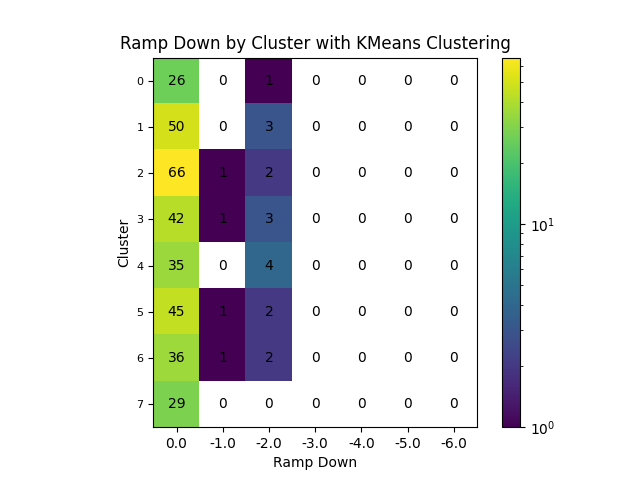 Ramp Down by Cluster with KMeans Clustering
0 26 0 1 0 0 0 0
1 50 0 3 0 0 0 0
2 66 1 2 0 0 0 0
3 42 1 3 0 0 0 0
4 35 0 4 0 0 0 0
5 45 1 2 0 0 0 0
6 36 1 2 0 0 0 0
7 29 0 0 0 0 0 0
0.0 -1.0 -2.0 -3.0 -4.0 -5.0 -6.0
Ramp Down
Cluster
10¹
10⁰